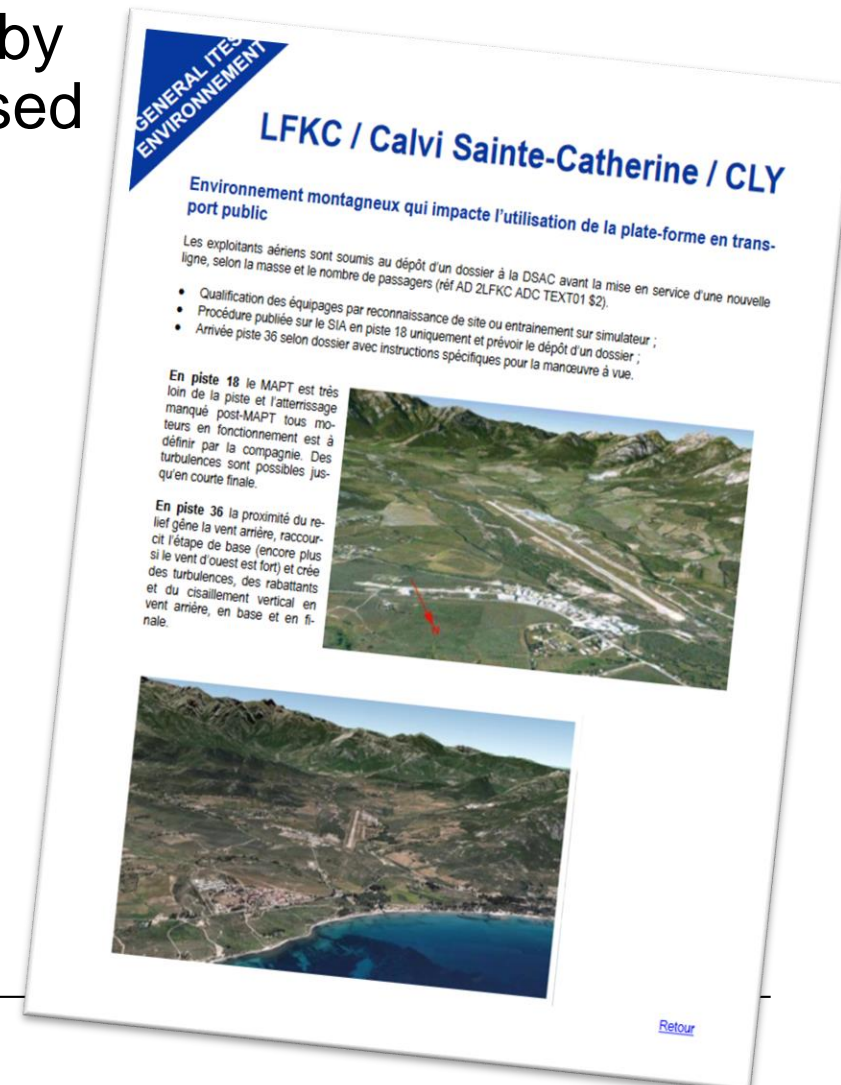 by
sed
GENERAL ITES
ENVIRONNEMENT
LFKC / Calvi Sainte-Catherine / CLY
Environnement montagneux qui impacte l'utilisation de la plate-forme en trans-
port public
Les exploitants aériens sont soumis au dépôt d'un dossier à la DSAC avant la mise en service d'une nouvelle
ligne, selon la masse et le nombre de passagers (réf AD 2LFKC ADC TEXT01 $2).
• Qualification des équipages par reconnaissance de site ou entrainement sur simulateur ;
• Procédure publiée sur le SIA en piste 18 uniquement et prévoir le dépôt d'un dossier ;
• Arrivée piste 36 selon dossier avec instructions spécifiques pour la manœuvre à vue.
En piste 18 le MAPT est très
loin de la piste et l'atterrissage
manqué post-MAPT tous mo-
teurs en fonctionnement est à
définir par la compagnie. Des
turbulences sont possibles jus-
qu'en courte finale.
En piste 36 la proximité du re-
lief gêne la vent arrière, raccour-
cit l'étape de base (encore plus
si le vent d'ouest est fort) et crée
des turbulences, des rabattants
et du cisaillement vertical en
vent arrière, en base et en fi-
nale.
Retour